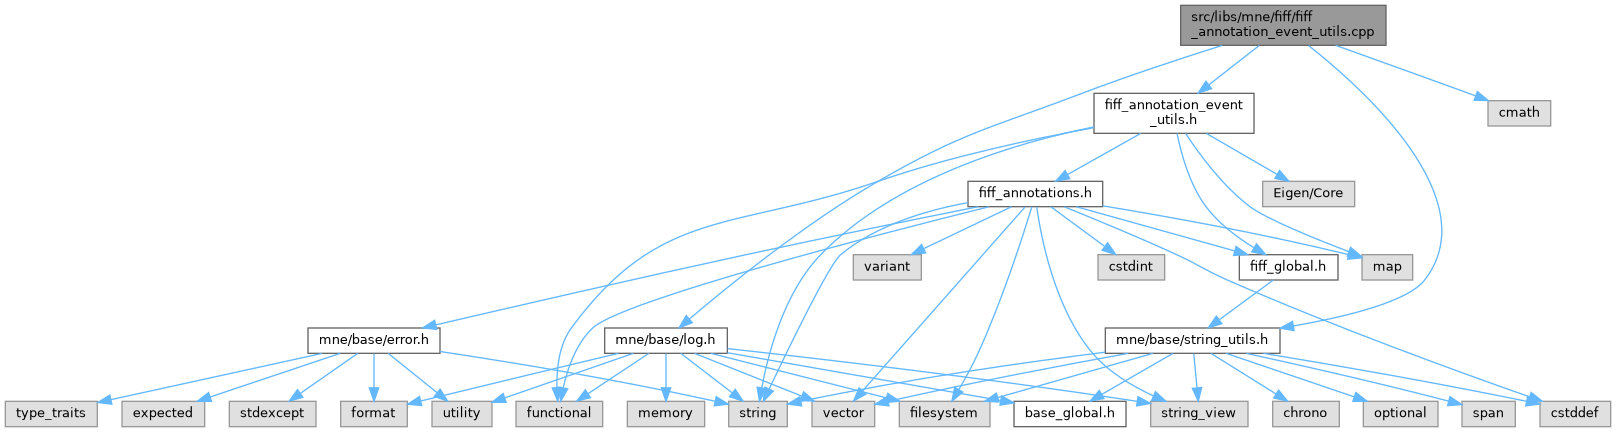 src/libs/mne/fiff/fiff
_annotation_event_utils.cpp
fiff_annotation_event
_utils.h
cmath
fiff_annotations.h
Eigen/Core
variant
cstdint
fiff_global.h
map
mne/base/error.h
mne/base/log.h
mne/base/string_utils.h
type_traits
expected
stdexcept
format
utility
functional
memory
string
vector
filesystem
base_global.h
string_view
chrono
optional
span
cstddef